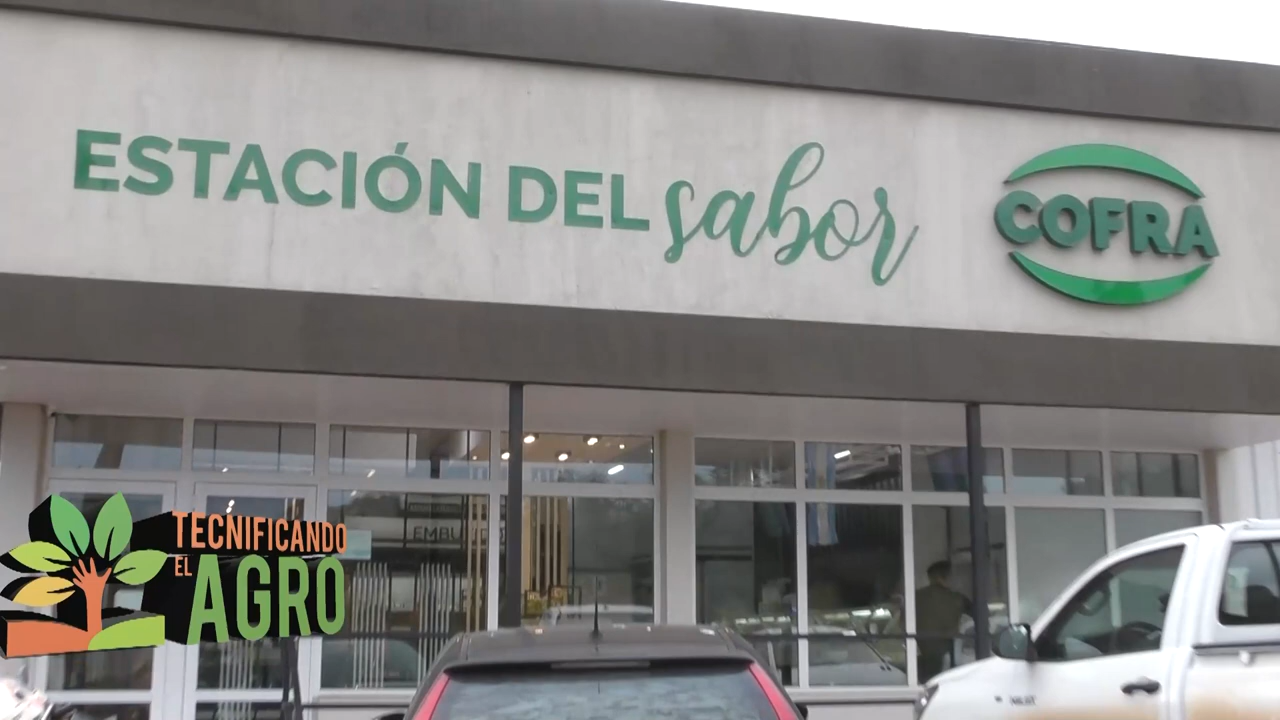 ESTACIÓN DEL sabor
COFRA
TECNIFICANDO
EL AGRO